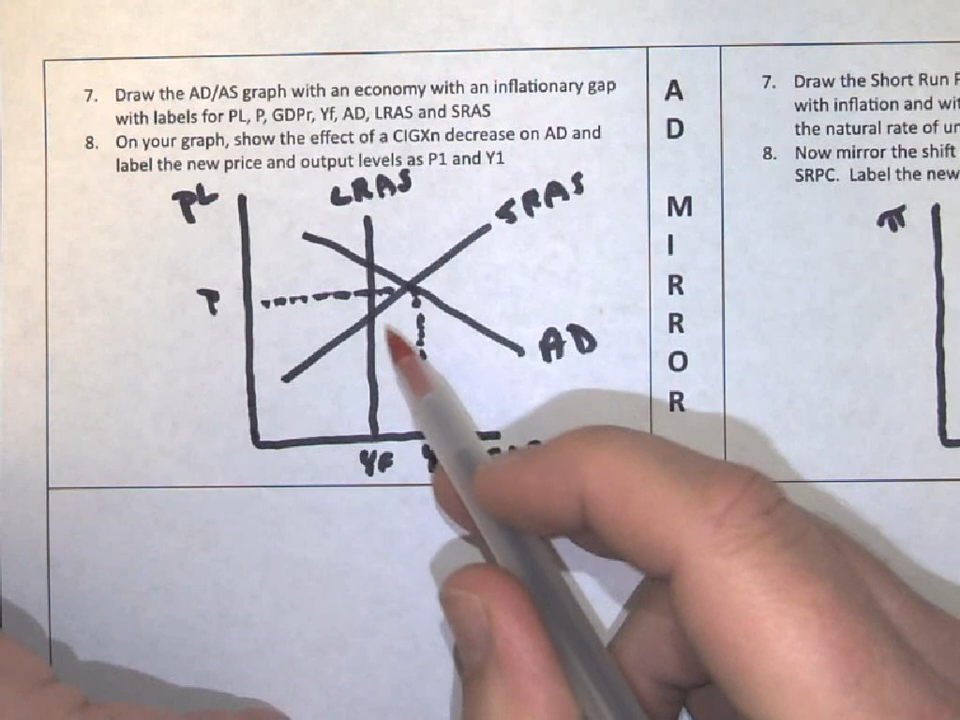 7. Draw the AD/AS graph with an economy with an inflationary gap
with labels for PL, P, GDPr, Yf, AD, LRAS and SRAS
8. On your graph, show the effect of a CIGXn decrease on AD and
label the new price and output levels as P1 and Y1
PL
LRAS
SRAS
P
AD
YF
A
D
M
I
R
R
O
R
7. Draw the Short Run
with inflation and
the natural rate of
8. Now mirror the shift
SRPC. Label the new
π